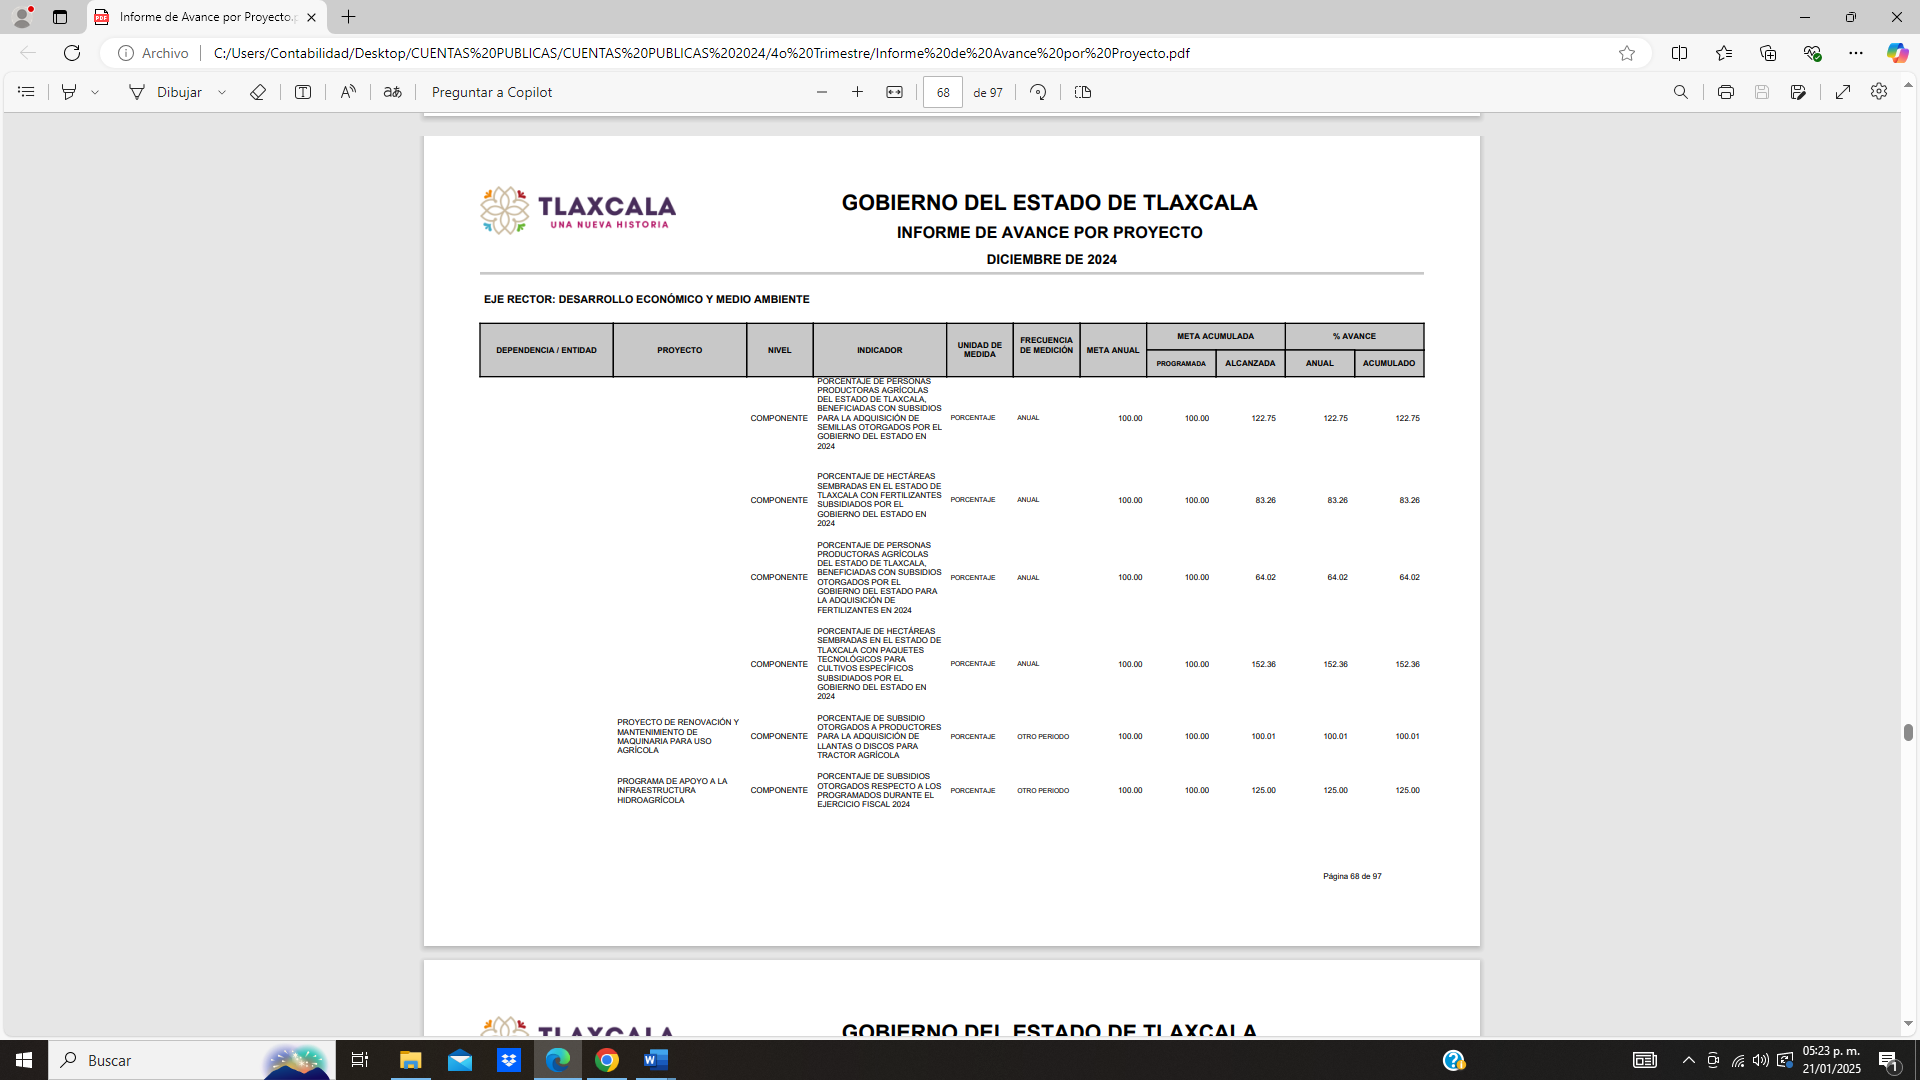 Informe de Avance por Proyecto.p
Archivo
C:/Users/Contabilidad/Desktop/CUENTAS%20PUBLICAS/CUENTAS%20PUBLICAS%202024/4o%20Trimestre/Informe%20de%20Avance%20por%20Proyecto.pdf
Dibujar
aあ
Preguntar a Copilot
68 de 97
TLAXCALA
UNA NUEVA HISTORIA
GOBIERNO DEL ESTADO DE TLAXCALA
INFORME DE AVANCE POR PROYECTO
DICIEMBRE DE 2024
EJE RECTOR: DESARROLLO ECONÓMICO Y MEDIO AMBIENTE
DEPENDENCIA / ENTIDAD
PROYECTO
NIVEL
INDICADOR
UNIDAD DE
MEDIDA
FRECUENCIA
DE MEDICIÓN
META ANUAL
META ACUMULADA
PROGRAMADA
ALCANZADA
% AVANCE
ANUAL
ACUMULADO
COMPONENTE
PORCENTAJE DE PERSONAS
PRODUCTORAS AGRÍCOLAS
DEL ESTADO DE TLAXCALA,
BENEFICIADAS CON SUBSIDIOS
PARA LA ADQUISICIÓN DE
SEMILLAS OTORGADOS POR EL
GOBIERNO DEL ESTADO EN
2024
PORCENTAJE
ANUAL
100.00
100.00
122.75
122.75
122.75
COMPONENTE
PORCENTAJE DE HECTÁREAS
SEMBRADAS EN EL ESTADO DE
TLAXCALA CON FERTILIZANTES
SUBSIDIADOS POR EL
GOBIERNO DEL ESTADO EN
2024
PORCENTAJE
ANUAL
100.00
100.00
83.26
83.26
83.26
COMPONENTE
PORCENTAJE DE PERSONAS
PRODUCTORAS AGRÍCOLAS
DEL ESTADO DE TLAXCALA,
BENEFICIADAS CON SUBSIDIOS
OTORGADOS POR EL
GOBIERNO DEL ESTADO PARA
LA ADQUISICIÓN DE
FERTILIZANTES EN 2024
PORCENTAJE
ANUAL
100.00
100.00
64.02
64.02
64.02
COMPONENTE
PORCENTAJE DE HECTÁREAS
SEMBRADAS EN EL ESTADO DE
TLAXCALA CON PAQUETES
TECNOLÓGICOS PARA
CULTIVOS ESPECÍFICOS
SUBSIDIADOS POR EL
GOBIERNO DEL ESTADO EN
2024
PORCENTAJE
ANUAL
100.00
100.00
152.36
152.36
152.36
PROYECTO DE RENOVACIÓN Y
MANTENIMIENTO DE
MAQUINARIA PARA USO
AGRÍCOLA
COMPONENTE
PORCENTAJE DE SUBSIDIO
OTORGADOS A PRODUCTORES
PARA LA ADQUISICIÓN DE
LLANTAS O DISCOS PARA
TRACTOR AGRÍCOLA
PORCENTAJE
OTRO PERIODO
100.00
100.00
100.01
100.01
100.01
PROGRAMA DE APOYO A LA
INFRAESTRUCTURA
HIDROAGRÍCOLA
COMPONENTE
PORCENTAJE DE SUBSIDIOS
OTORGADOS RESPECTO A LOS
PROGRAMADOS DURANTE EL
EJERCICIO FISCAL 2024
PORCENTAJE
OTRO PERIODO
100.00
100.00
125.00
125.00
125.00
Página 68 de 97
TLAXCALA
GOBIERNO DEL ESTADO DE TLAXCALA
Buscar
05:23 p. m.
21/01/2025
1